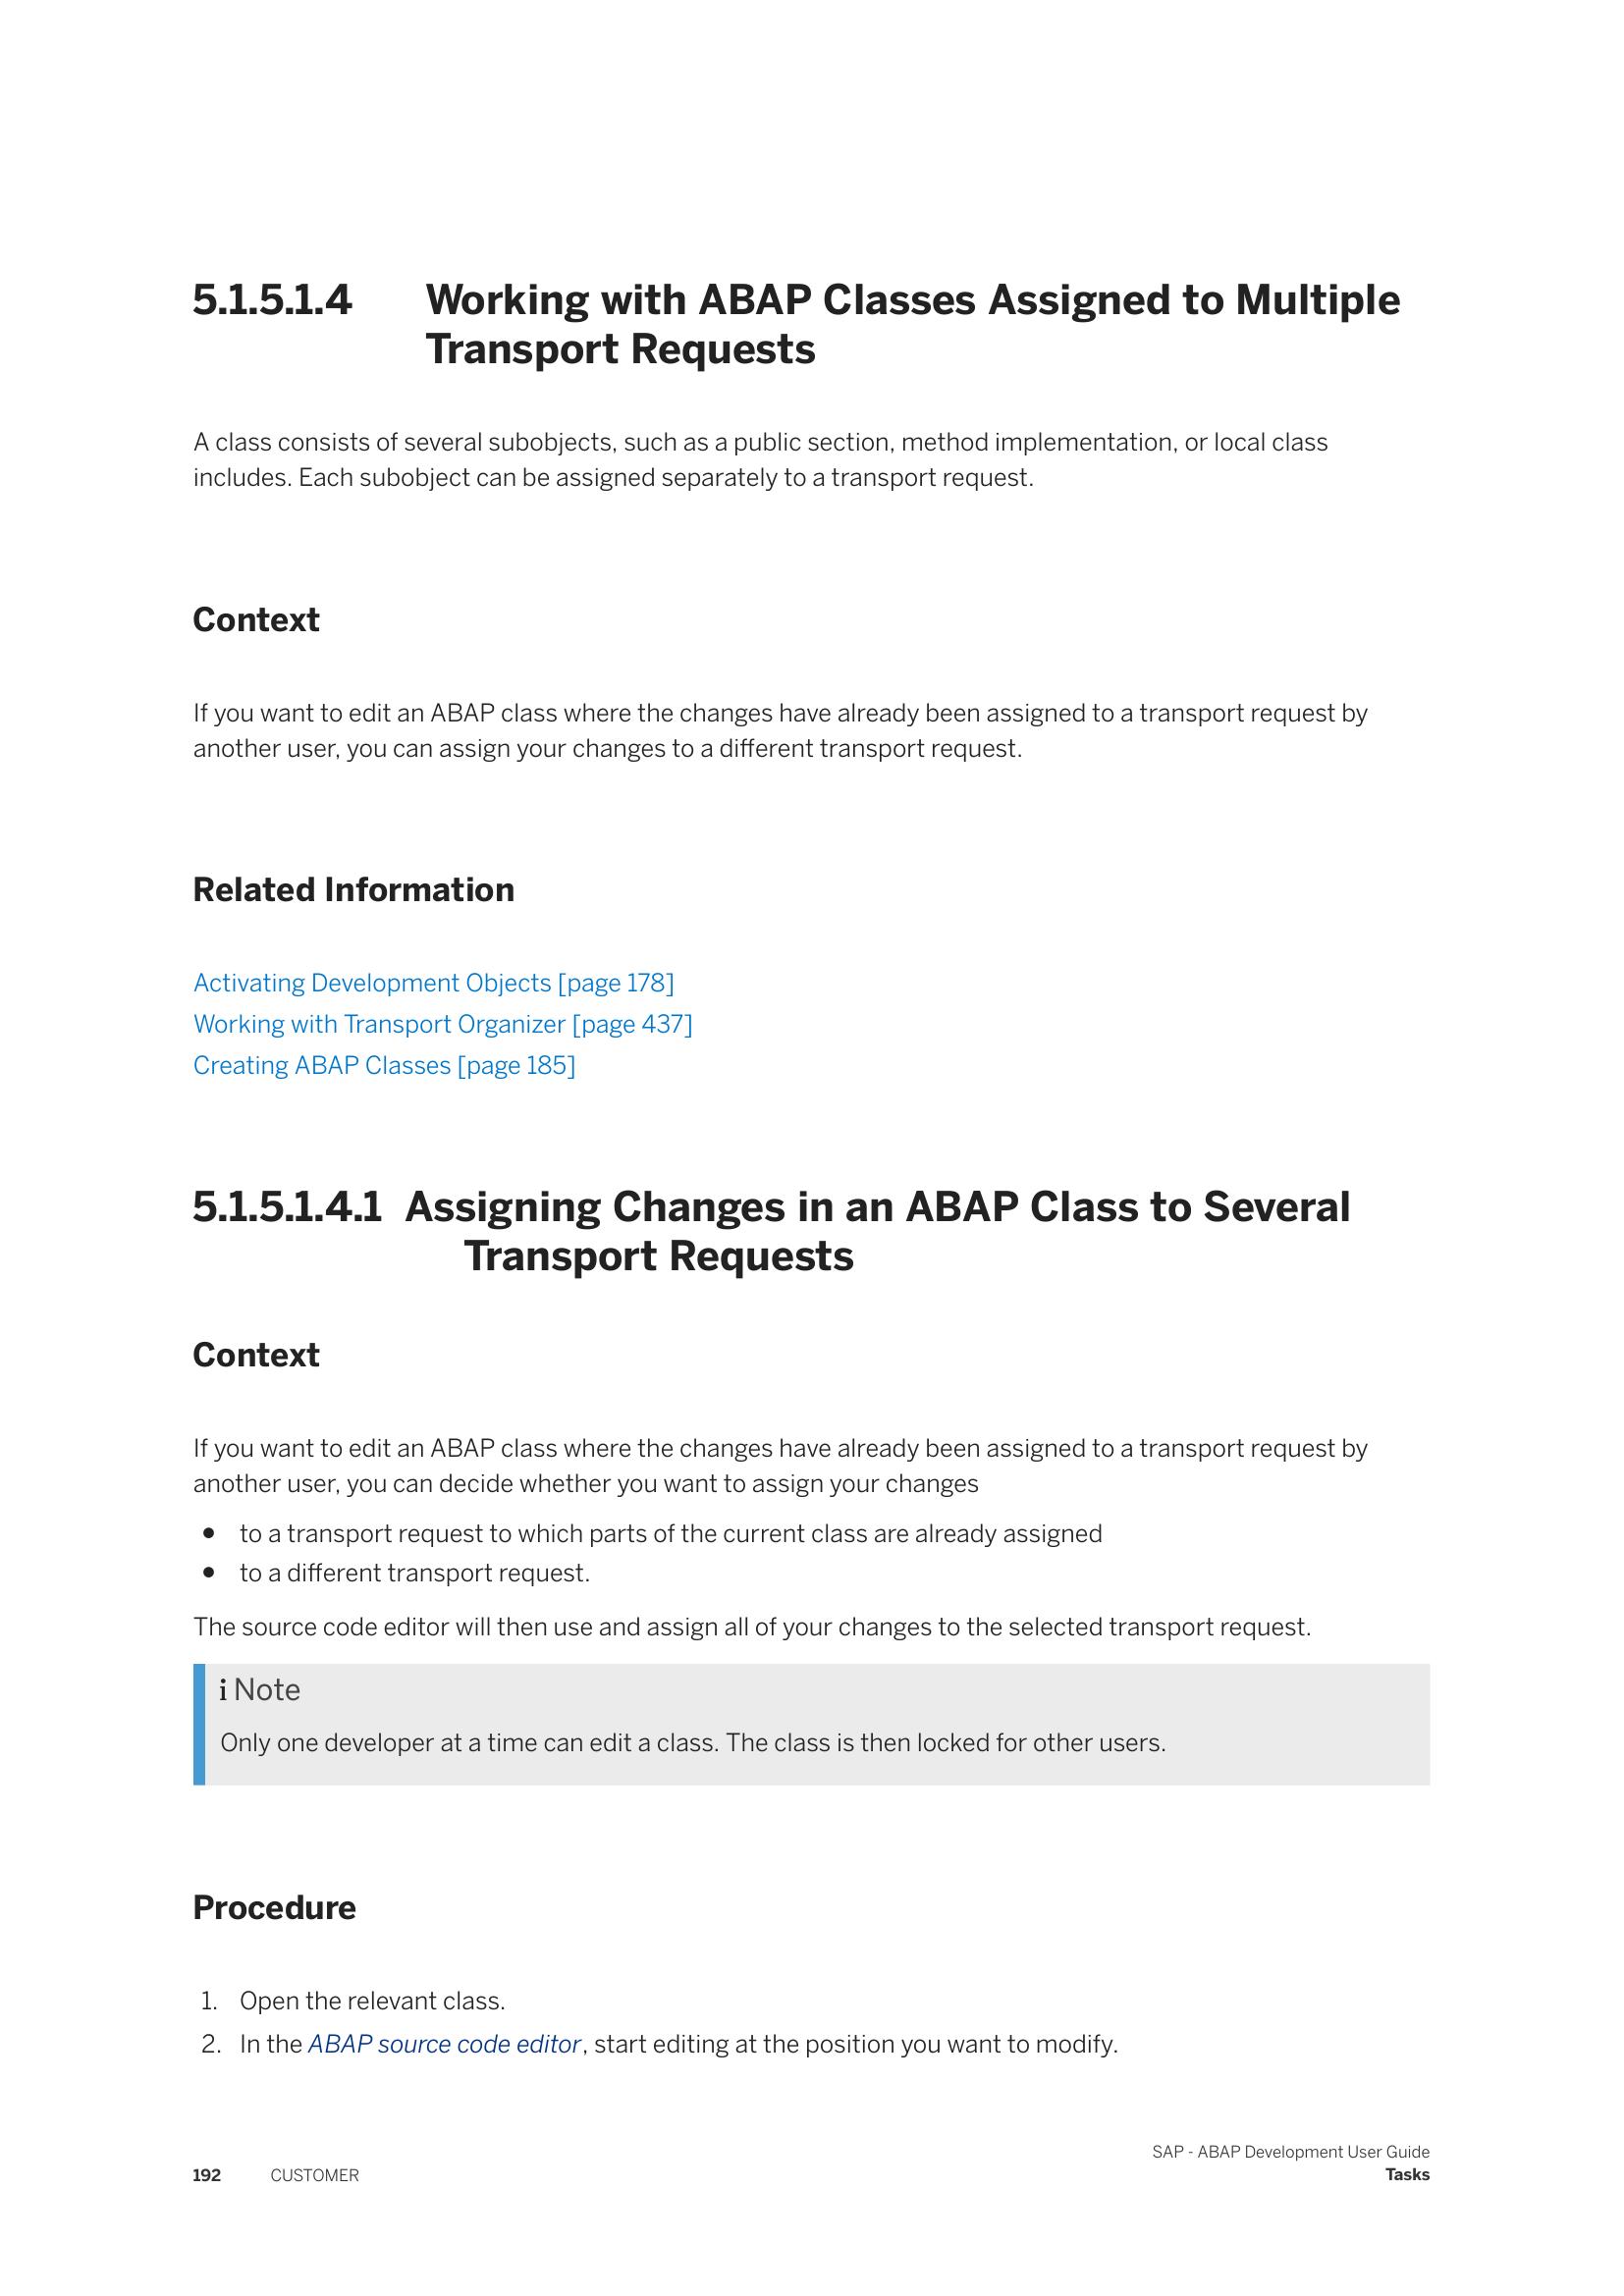 5.1.5.1.4 Working with ABAP Classes Assigned to Multiple
Transport Requests
A class consists of several subobjects, such as a public section, method implementation, or local class
includes. Each subobject can be assigned separately to a transport request.
Context
If you want to edit an ABAP class where the changes have already been assigned to a transport request by
another user, you can assign your changes to a different transport request.
Related Information
Activating Development Objects [page 178]
Working with Transport Organizer [page 437]
Creating ABAP Classes [page 185]
5.1.5.1.4.1 Assigning Changes in an ABAP Class to Several
Transport Requests
Context
If you want to edit an ABAP class where the changes have already been assigned to a transport request by
another user, you can decide whether you want to assign your changes
● to a transport request to which parts of the current class are already assigned
● to a different transport request.
The source code editor will then use and assign all of your changes to the selected transport request.
i Note
Only one developer at a time can edit a class. The class is then locked for other users.
Procedure
1. Open the relevant class.
2. In the ABAP source code editor, start editing at the position you want to modify.
SAP - ABAP Development User Guide
192 CUSTOMER Tasks